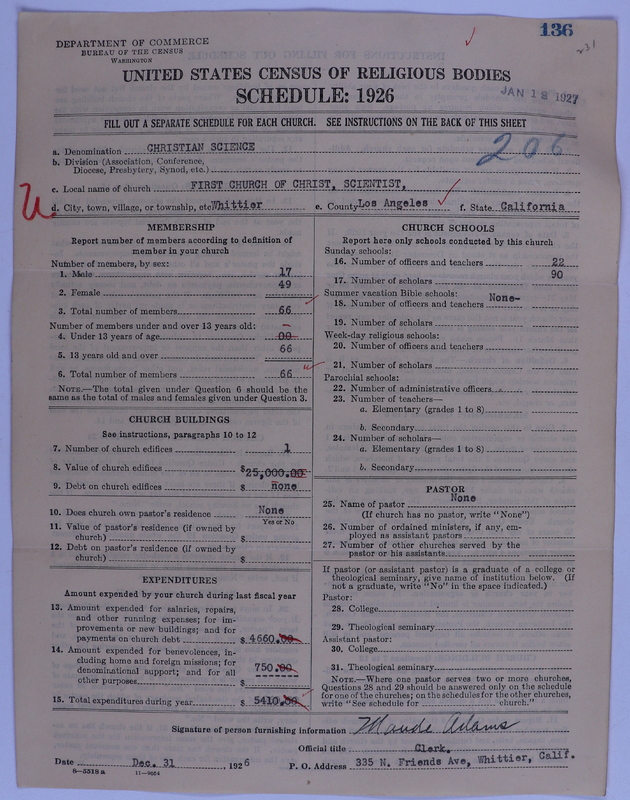 136
231
DEPARTMENT OF COMMERCE
BUREAU OF THE CENSUS
WASHINGTON
UNITED STATES CENSUS OF RELIGIOUS BODIES
SCHEDULE: 1926
JAN 18 1927
FILL OUT A SEPARATE SCHEDULE FOR EACH CHURCH. SEE INSTRUCTIONS ON THE BACK OF THIS SHEET
206
a. Denomination CHRISTIAN SCIENCE
b. Division (Association, Conference,
Diocese, Presbytery, Synod, etc.)
c. Local name of church FIRST CHURCH OF CHRIST, SCIENTIST,
d. City, town, village, or township, etc. Whittier e. County Los Angeles f. State California
MEMBERSHIP
Report number of members according to definition of
member in your church
Number of members, by sex:
1. Male 17
2. Female 49
3. Total number of members 66
Number of members under and over 13 years old:
4. Under 13 years of age 00
5. 13 years old and over 66
6. Total number of members 66
NOTE.—The total given under Question 6 should be the
same as the total of males and females given under Question 3.
CHURCH BUILDINGS
See instructions, paragraphs 10 to 12
7. Number of church edifices 1
8. Value of church edifices $25,000.00
9. Debt on church edifices $ none
10. Does church own pastor's residence None
Yes or No
11. Value of pastor's residence (if owned by
church) $
12. Debt on pastor's residence (if owned by
church) $
EXPENDITURES
Amount expended by your church during last fiscal year
13. Amount expended for salaries, repairs,
and other running expenses; for im-
provements or new buildings; and for
payments on church debt $ 4660.00
14. Amount expended for benevolences, in-
cluding home and foreign missions; for
denominational support; and for all
other purposes $ 750.00
15. Total expenditures during year $ 5410.00
CHURCH SCHOOLS
Report here only schools conducted by this church
Sunday schools:
16. Number of officers and teachers 22
17. Number of scholars 90
Summer vacation Bible schools:
18. Number of officers and teachers None-
19. Number of scholars
Week-day religious schools:
20. Number of officers and teachers
21. Number of scholars
Parochial schools:
22. Number of administrative officers
23. Number of teachers—
a. Elementary (grades 1 to 8)
b. Secondary
24. Number of scholars—
a. Elementary (grades 1 to 8)
b. Secondary
PASTOR
25. Name of pastor None
(If church has no pastor, write "None")
26. Number of ordained ministers, if any, em-
ployed as assistant pastors
27. Number of other churches served by the
pastor or his assistants
If pastor (or assistant pastor) is a graduate of a college or
theological seminary, give name of institution below. (If
not a graduate, write "No" in the space indicated.)
Pastor:
28. College
29. Theological seminary
Assistant pastor:
30. College
31. Theological seminary
NOTE.—Where one pastor serves two or more churches,
Questions 28 and 29 should be answered only on the schedule
for one of the churches; on the schedules for the other churches,
write "See schedule for church."
Signature of person furnishing information Maude Adams
Official title Clerk.
Date Dec. 31, 1926 P. O. Address 335 N. Friends Ave, Whittier, Calif.
8—5518 a 11—9664